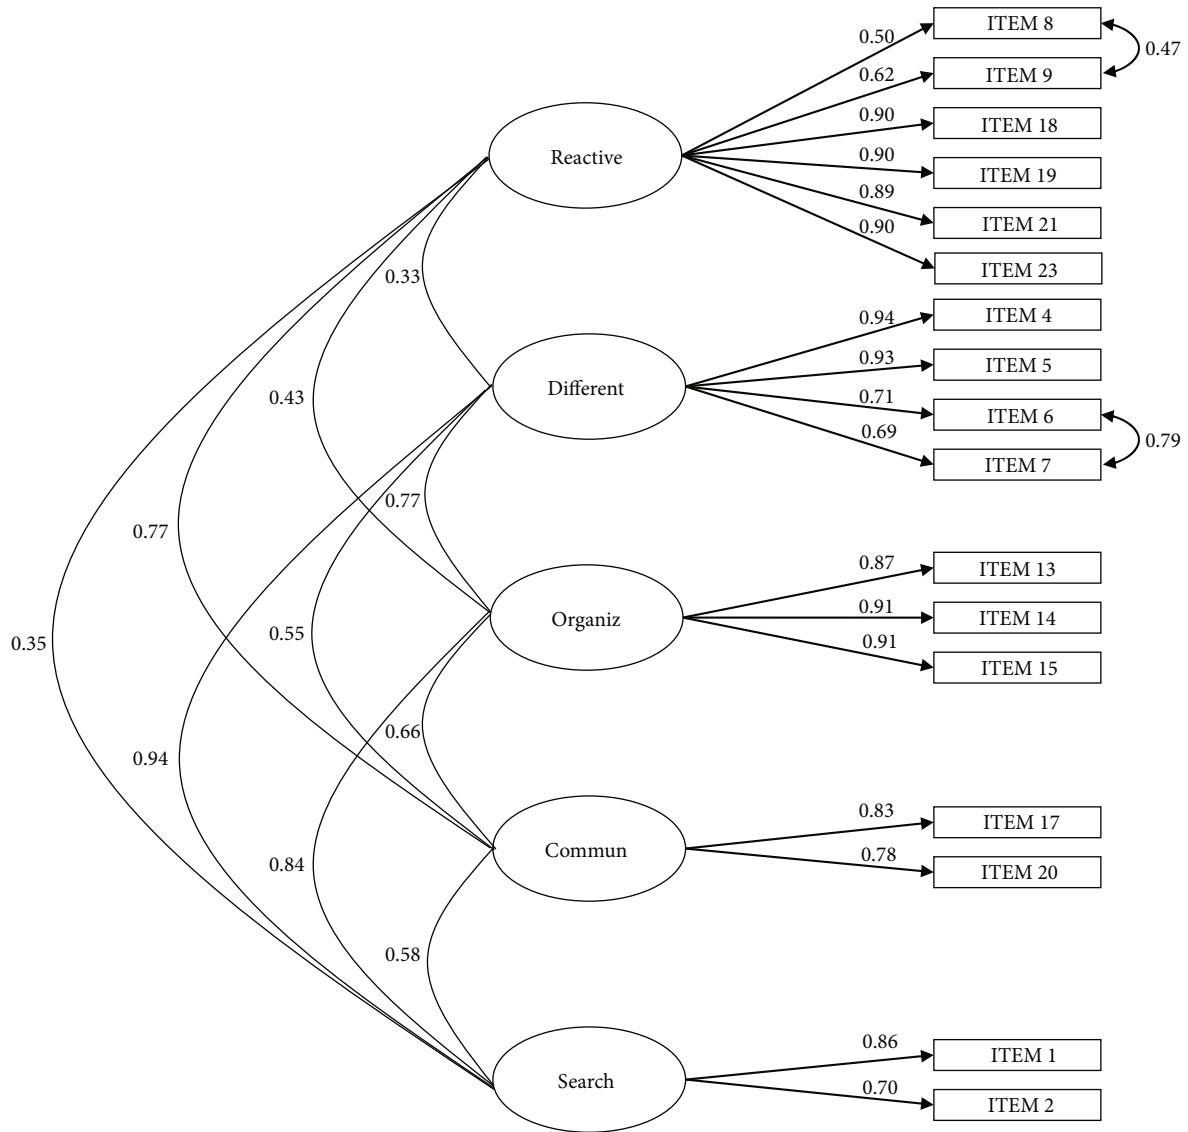 0.50 ITEM 8
0.47
0.62 ITEM 9
0.90 ITEM 18
Reactive
0.90 ITEM 19
0.89 ITEM 21
0.90 ITEM 23
0.33
0.94 ITEM 4
0.93 ITEM 5
Different
0.43
0.71 ITEM 6
0.79
0.69 ITEM 7
0.77
0.77
0.87 ITEM 13
0.91 ITEM 14
Organiz
0.55
0.35
0.91 ITEM 15
0.66
0.94
0.83 ITEM 17
Commun
0.84
0.78 ITEM 20
0.58
0.86 ITEM 1
Search
0.70 ITEM 2